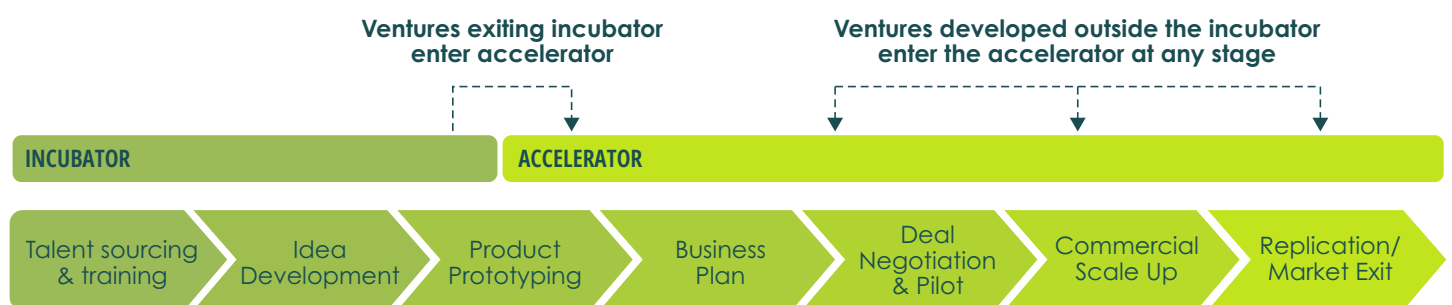 Ventures exiting incubator
enter accelerator
Ventures developed outside the incubator
enter the accelerator at any stage
INCUBATOR
ACCELERATOR
Talent sourcing
& training
Idea
Development
Product
Prototyping
Business
Plan
Deal
Negotiation
& Pilot
Commercial
Scale Up
Replication/
Market Exit